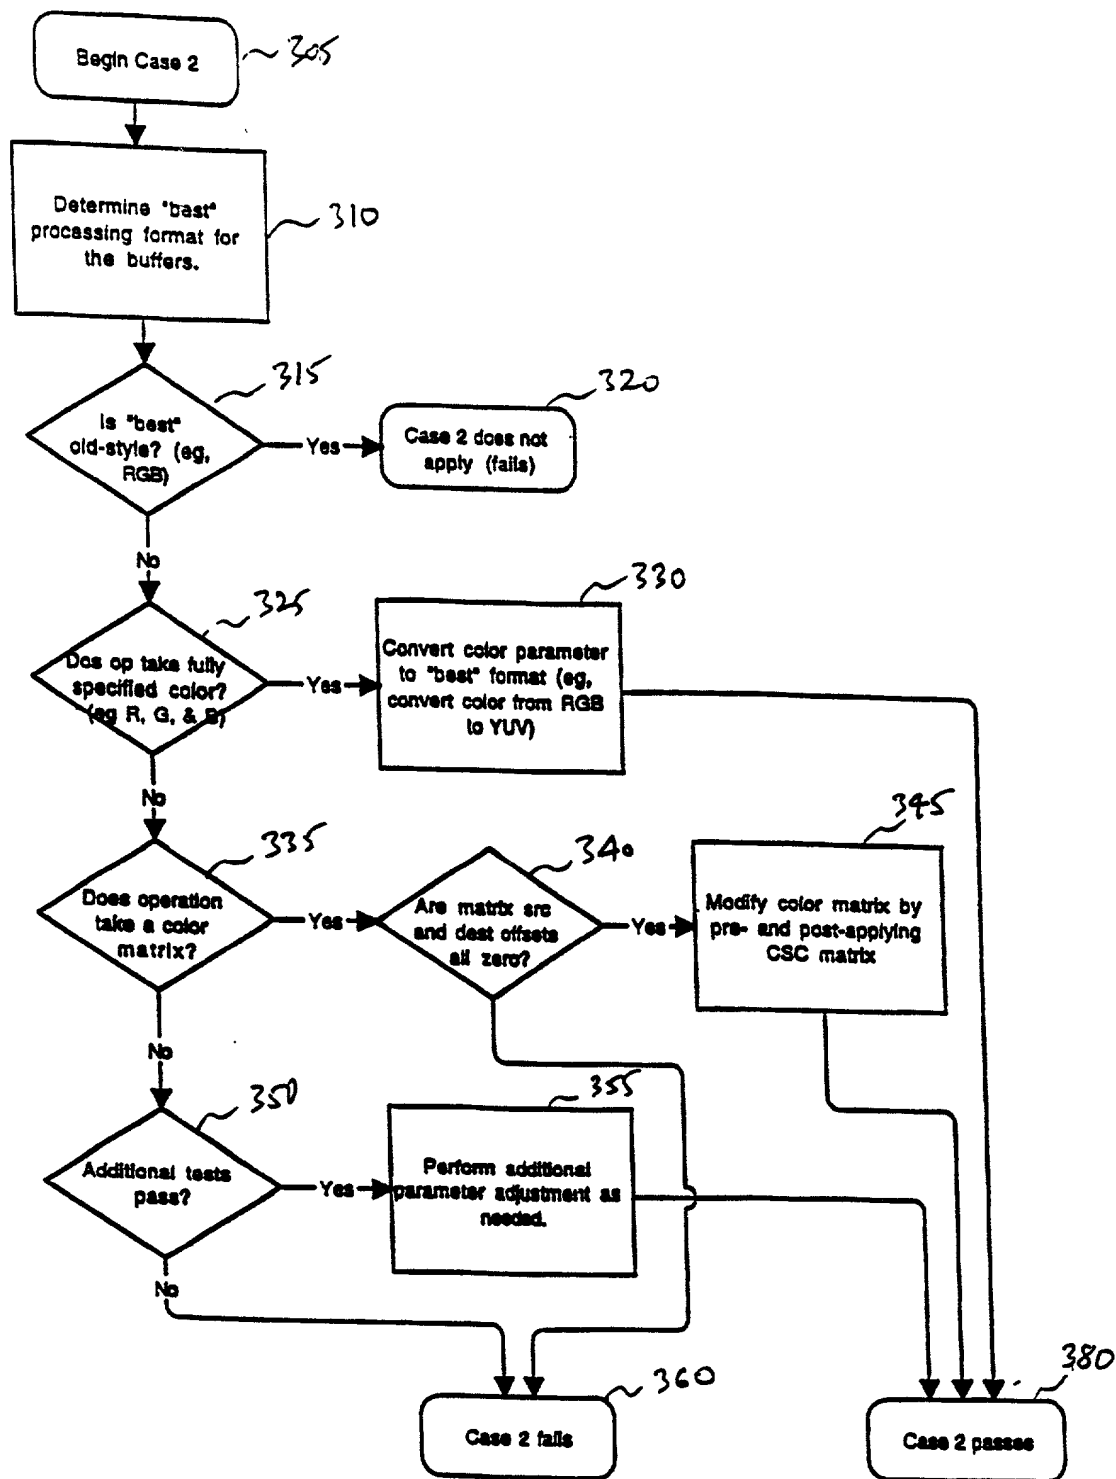 Begin Case 2
305
Determine "best"
processing format for
the buffers.
310
Is "best"
old-style? (eg,
RGB)
315
Yes
Case 2 does not
apply (fails)
320
No
Dos op take fully
specified color?
(eg R, G, & B)
325
Yes
Convert color parameter
to "best" format (eg,
convert color from RGB
to YUV)
330
No
Does operation
take a color
matrix?
335
Yes
Are matrix src
and dest offsets
all zero?
340
Yes
Modify color matrix by
pre- and post-applying
CSC matrix
345
No
Additional tests
pass?
350
Yes
Perform additional
parameter adjustment as
needed.
355
No
Case 2 fails
360
Case 2 passes
380